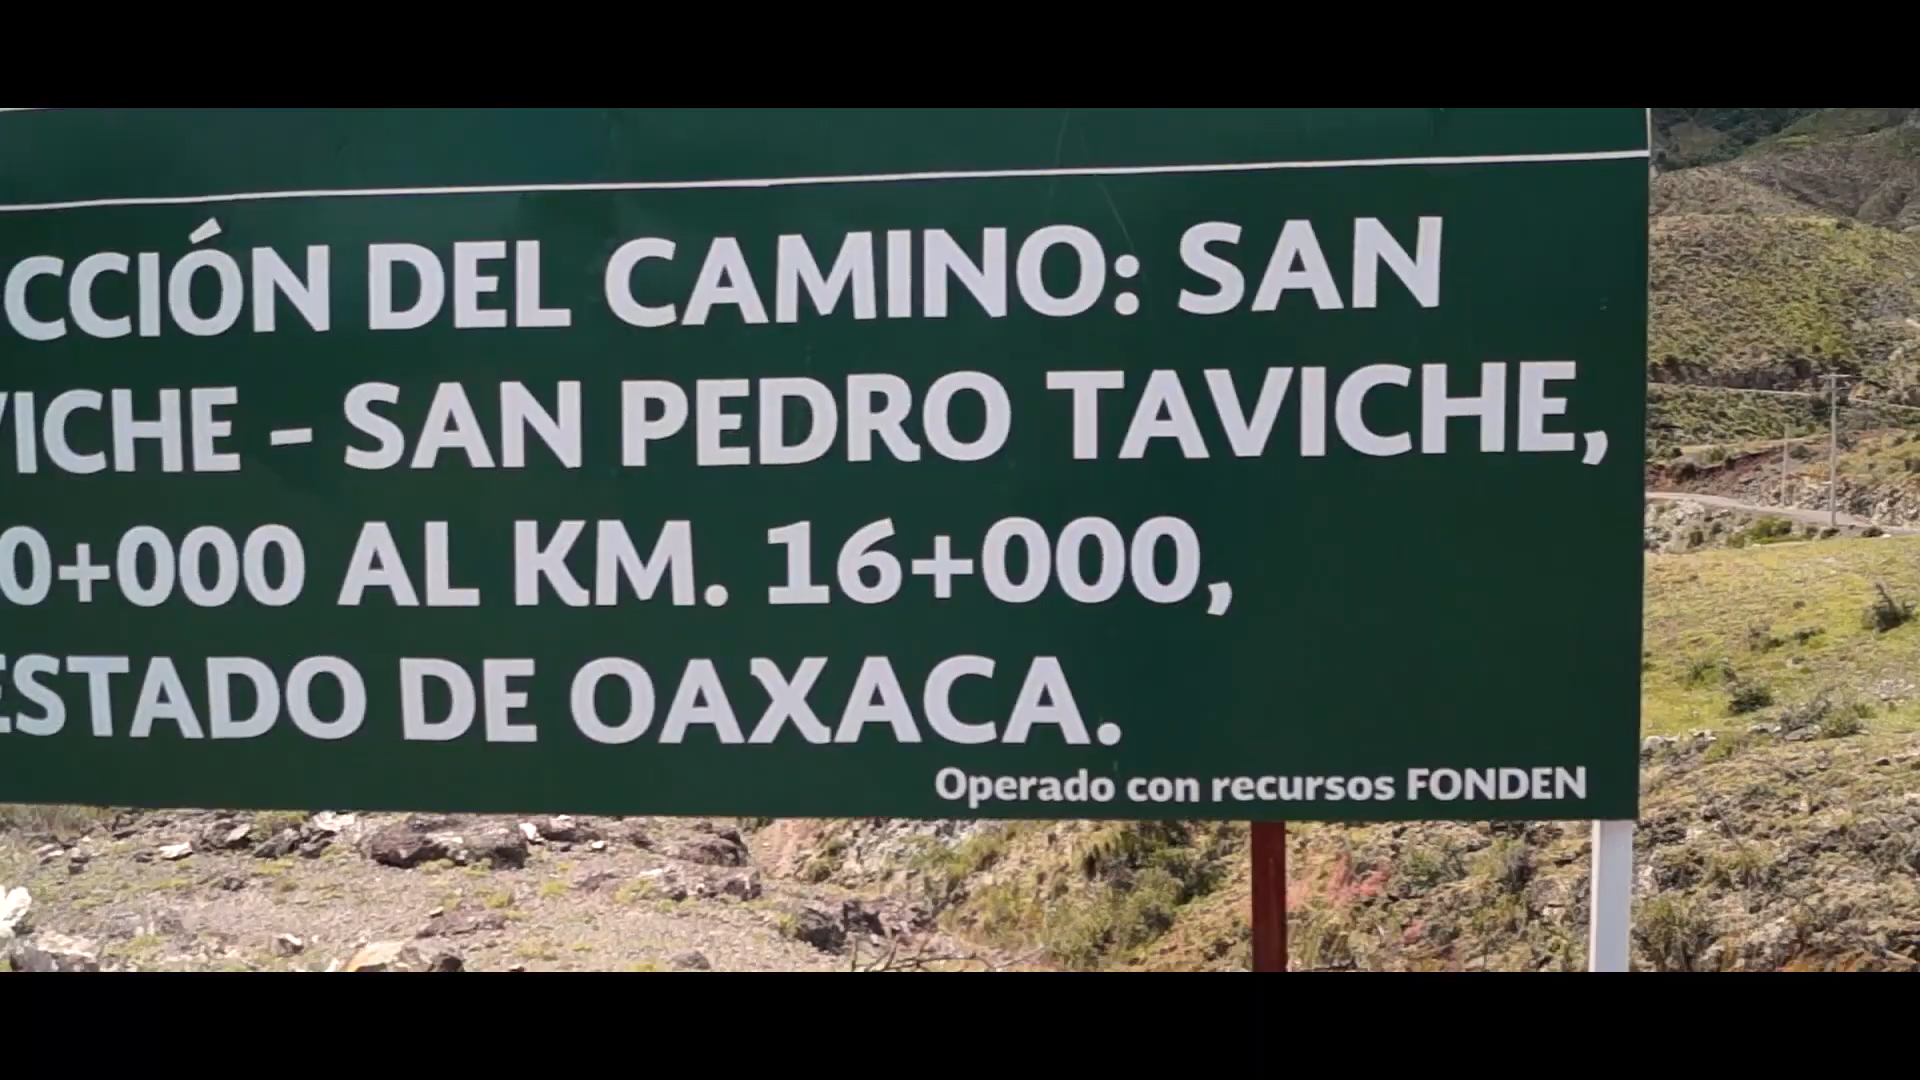 CCIÓN DEL CAMINO: SAN
VICHE - SAN PEDRO TAVICHE,
0+000 AL KM. 16+000,
ESTADO DE OAXACA.
Operado con recursos FONDEN